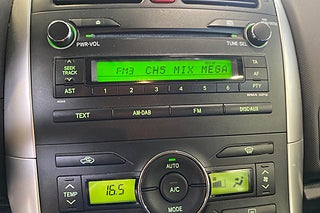 PWR·VOL
TUNE·SEL
FM3 CH5 MIX MEGA
SEEK TRACK
TA
AF
PTY
AST
1 2 3 4 5 6
TEXT
AM·DAB
FM
DISC·AUX
AUTO
TEMP
16.5
A/C
MODE